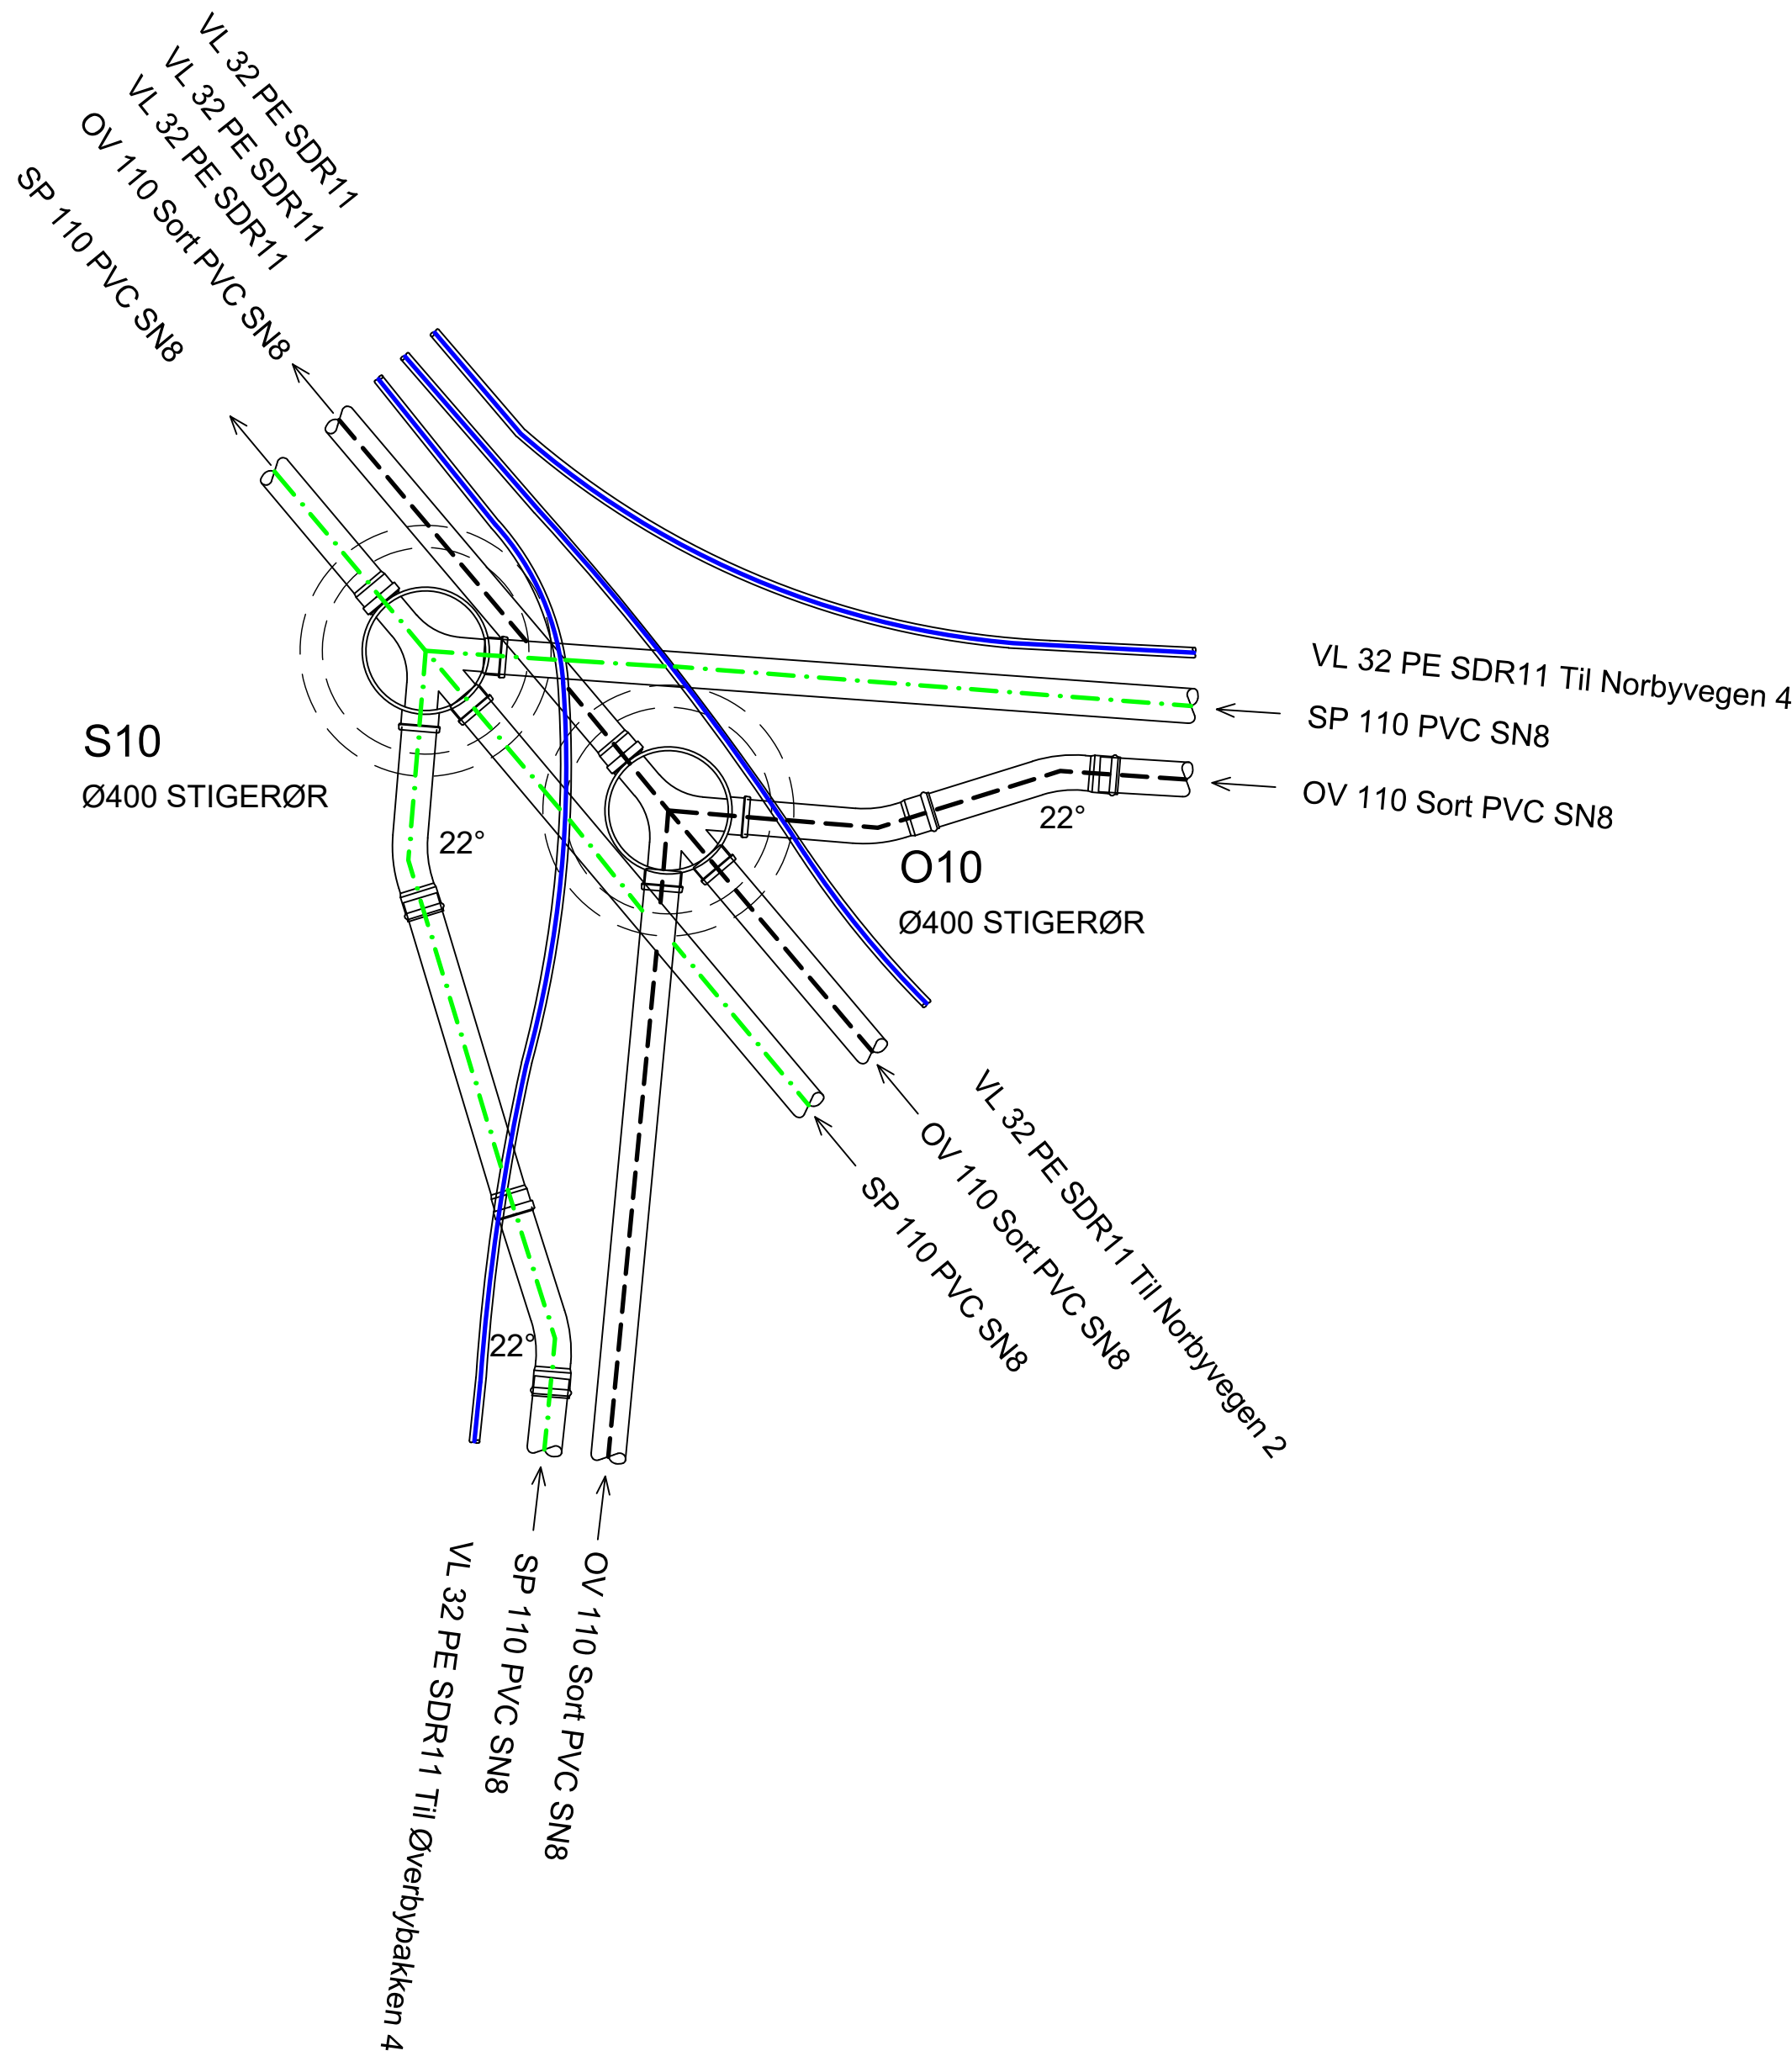 VL 32 PE SDR11
VL 32 PE SDR11
VL 32 PE SDR11
OV 110 Sort PVC SN8
SP 110 PVC SN8
VL 32 PE SDR11 Til Norbyvegen 4
SP 110 PVC SN8
OV 110 Sort PVC SN8
S10
Ø400 STIGERØR
22°
22°
O10
Ø400 STIGERØR
VL 32 PE SDR11 Til Norbyvegen 2
OV 110 Sort PVC SN8
SP 110 PVC SN8
22°
VL 32 PE SDR11 Til Øverbybakken 4
SP 110 PVC SN8
OV 110 Sort PVC SN8